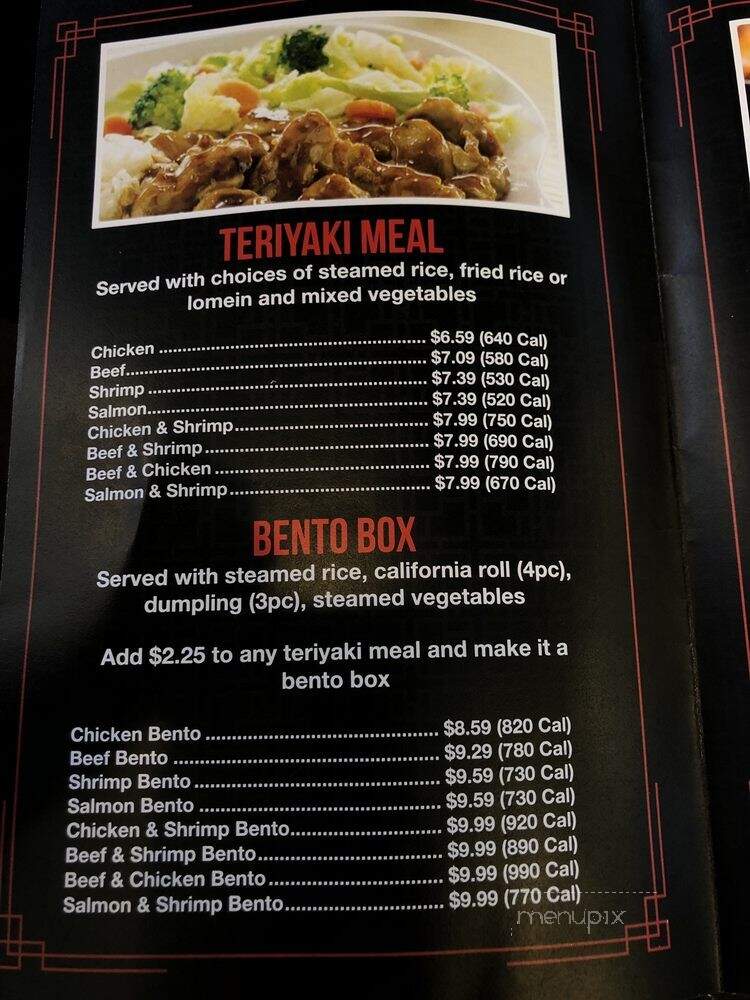 TERIYAKI MEAL
Served with choices of steamed rice, fried rice or
lomein and mixed vegetables
Chicken ........................................ $6.59 (640 Cal)
Beef........................................ $7.09 (580 Cal)
Shrimp ........................................ $7.39 (530 Cal)
Salmon........................................ $7.39 (520 Cal)
Chicken & Shrimp........................................ $7.99 (750 Cal)
Beef & Shrimp........................................ $7.99 (690 Cal)
Beef & Chicken ........................................ $7.99 (790 Cal)
Salmon & Shrimp........................................ $7.99 (670 Cal)
BENTO BOX
Served with steamed rice, california roll (4pc),
dumpling (3pc), steamed vegetables
Add $2.25 to any teriyaki meal and make it a
bento box
Chicken Bento ........................................ $8.59 (820 Cal)
Beef Bento ........................................ $9.29 (780 Cal)
Shrimp Bento ........................................ $9.59 (730 Cal)
Salmon Bento ........................................ $9.59 (730 Cal)
Chicken & Shrimp Bento............................ $9.99 (920 Cal)
Beef & Shrimp Bento.................................. $9.99 (890 Cal)
Beef & Chicken Bento ................................ $9.99 (990 Cal)
Salmon & Shrimp Bento............................. $9.99 (770 Cal)
menupix